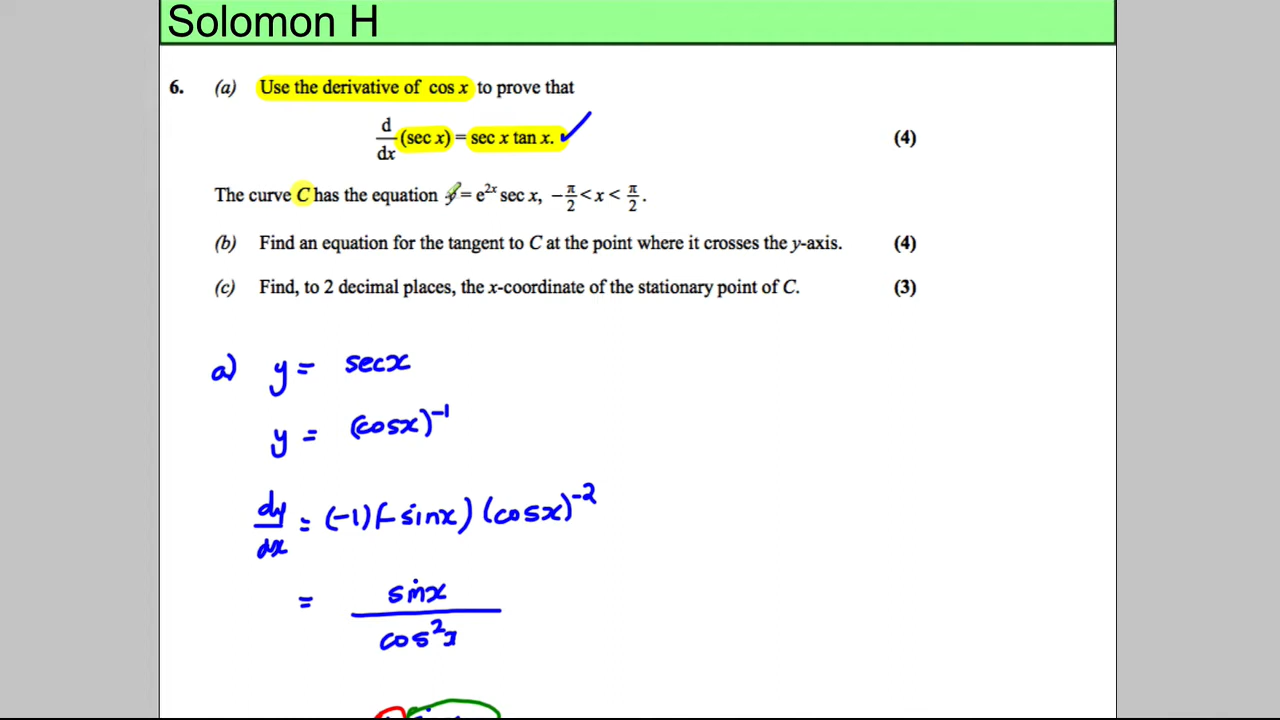 Solomon H
6. (a) Use the derivative of cos x to prove that
d/dx (sec x) = sec x tan x. ✓ (4)
The curve C has the equation y = e²ˣ sec x, −π/2 < x < π/2.
(b) Find an equation for the tangent to C at the point where it crosses the y-axis. (4)
(c) Find, to 2 decimal places, the x-coordinate of the stationary point of C. (3)
a) y = secx
y = (cosx)⁻¹
dy/dx = (-1)(-sinx)(cosx)⁻²
= sinx/cos²x